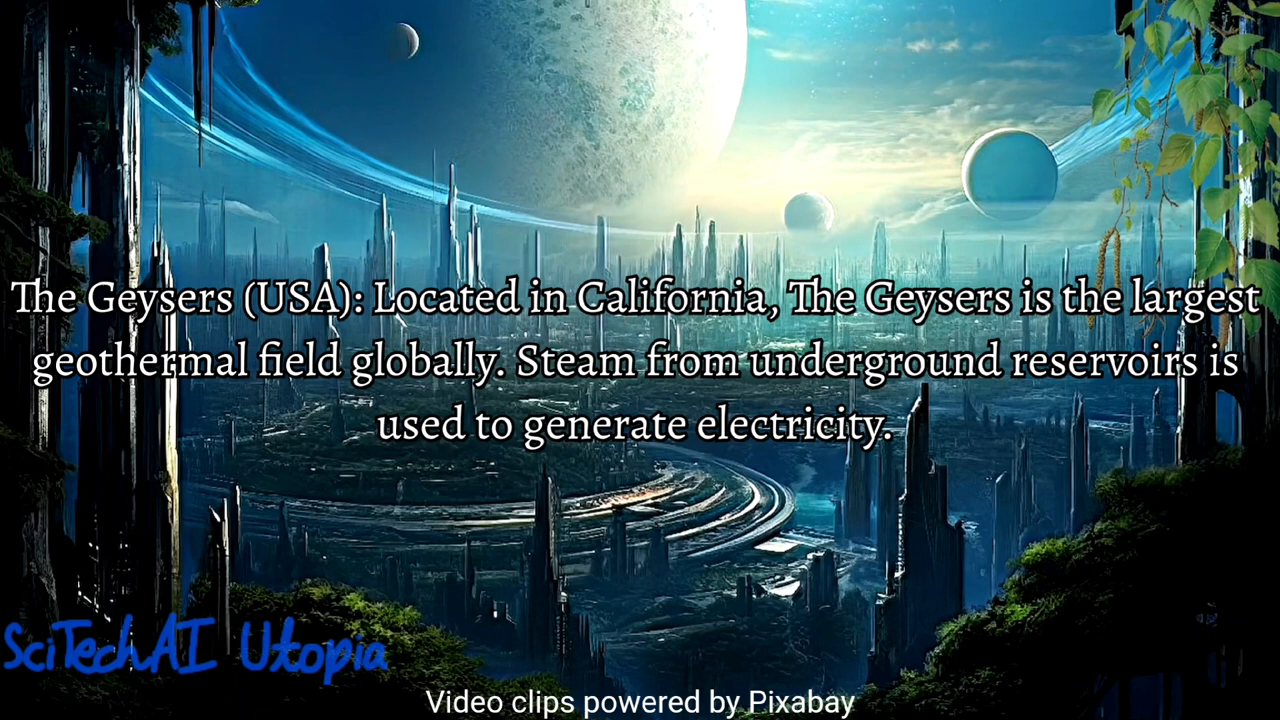 The Geysers (USA): Located in California, The Geysers is the largest
geothermal field globally. Steam from underground reservoirs is
used to generate electricity.
SciTechAI Utopia
Video clips powered by Pixabay